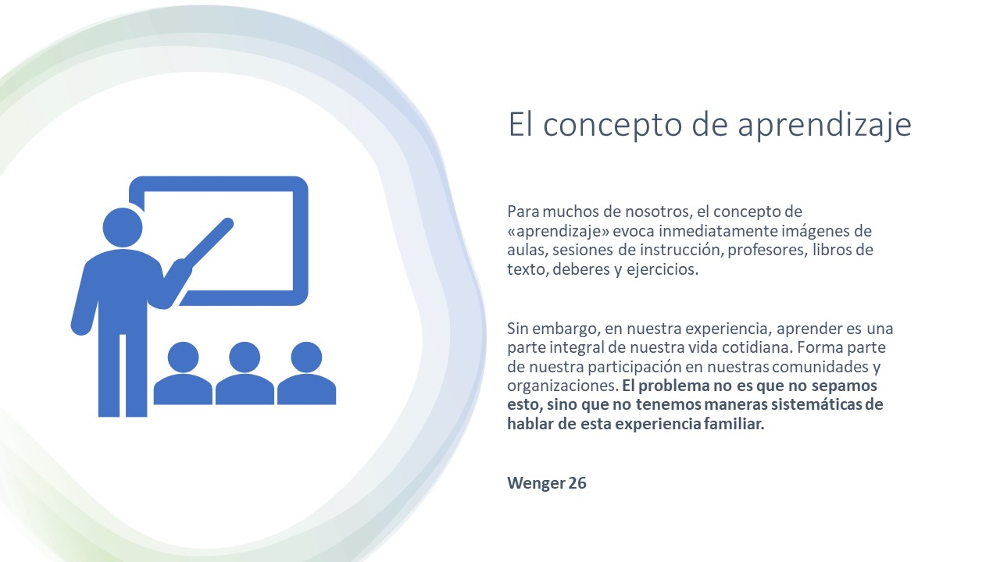 El concepto de aprendizaje
Para muchos de nosotros, el concepto de
«aprendizaje» evoca inmediatamente imágenes de
aulas, sesiones de instrucción, profesores, libros de
texto, deberes y ejercicios.
Sin embargo, en nuestra experiencia, aprender es una
parte integral de nuestra vida cotidiana. Forma parte
de nuestra participación en nuestras comunidades y
organizaciones. El problema no es que no sepamos
esto, sino que no tenemos maneras sistemáticas de
hablar de esta experiencia familiar.
Wenger 26